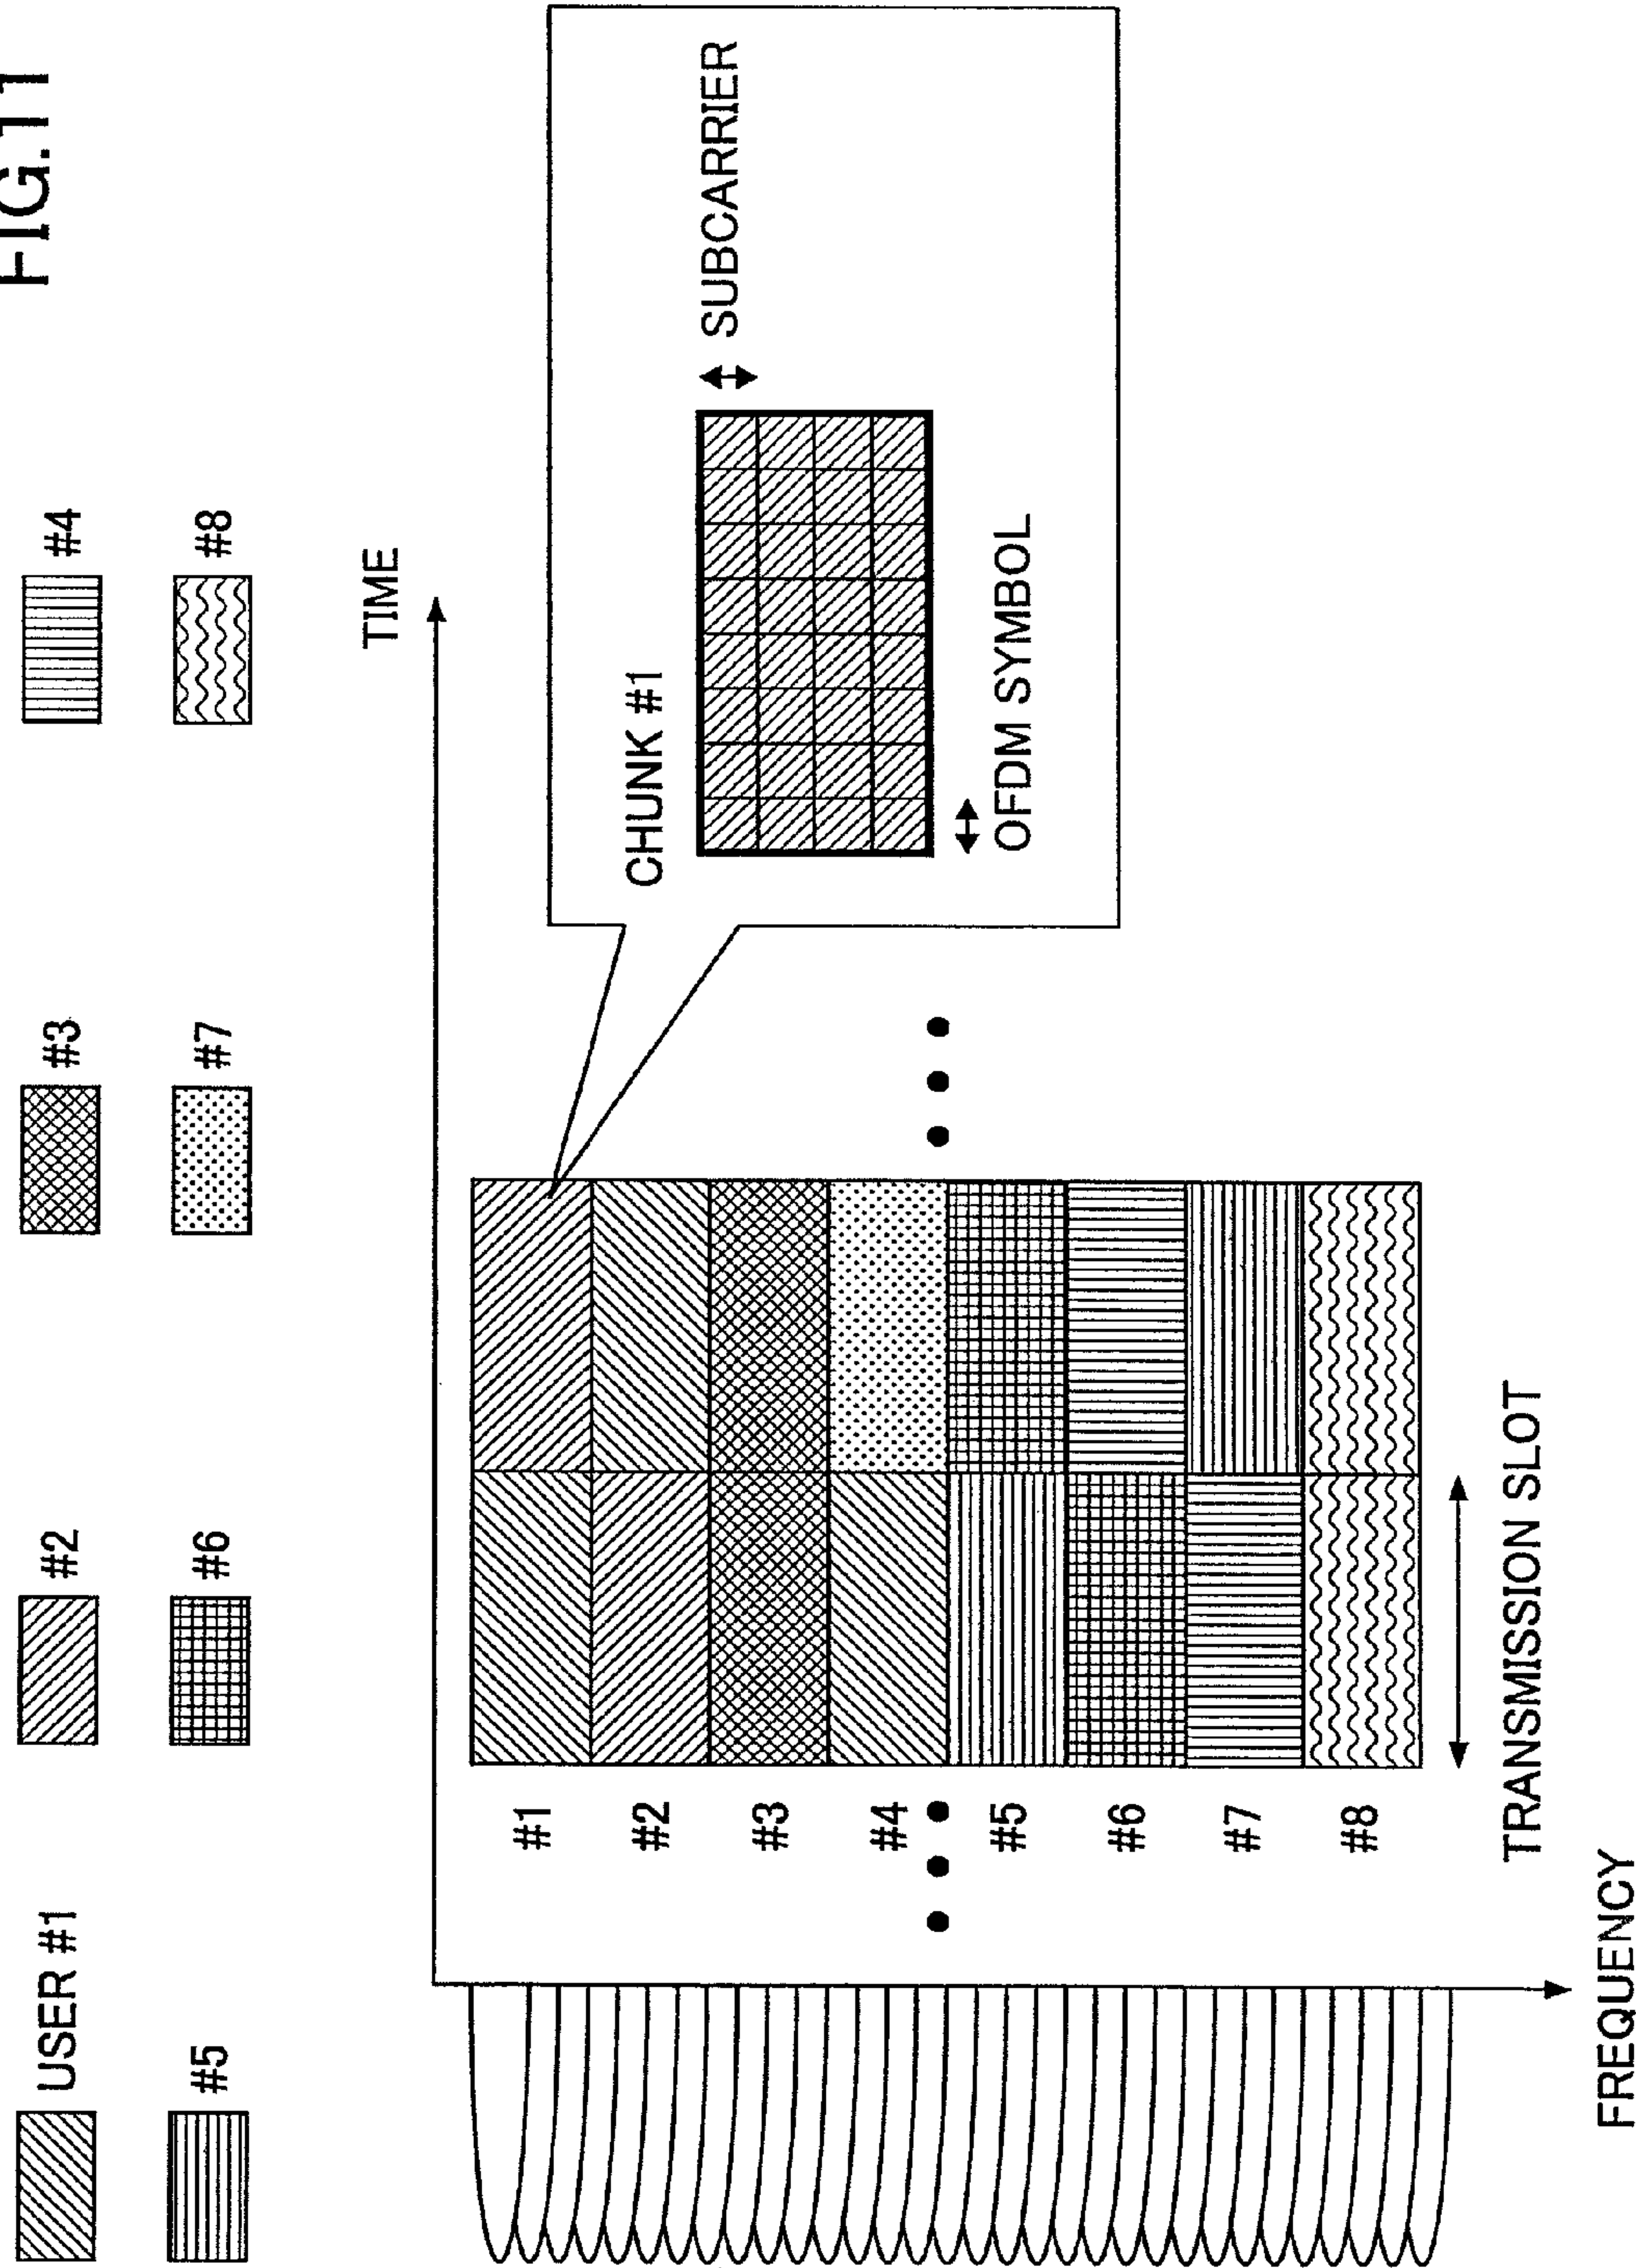 FIG.11
USER #1
#2
#3
#4
#5
#6
#7
#8
TIME
CHUNK #1
SUBCARRIER
OFDM SYMBOL
#1
#2
#3
#4
#5
#6
#7
#8
TRANSMISSION SLOT
FREQUENCY